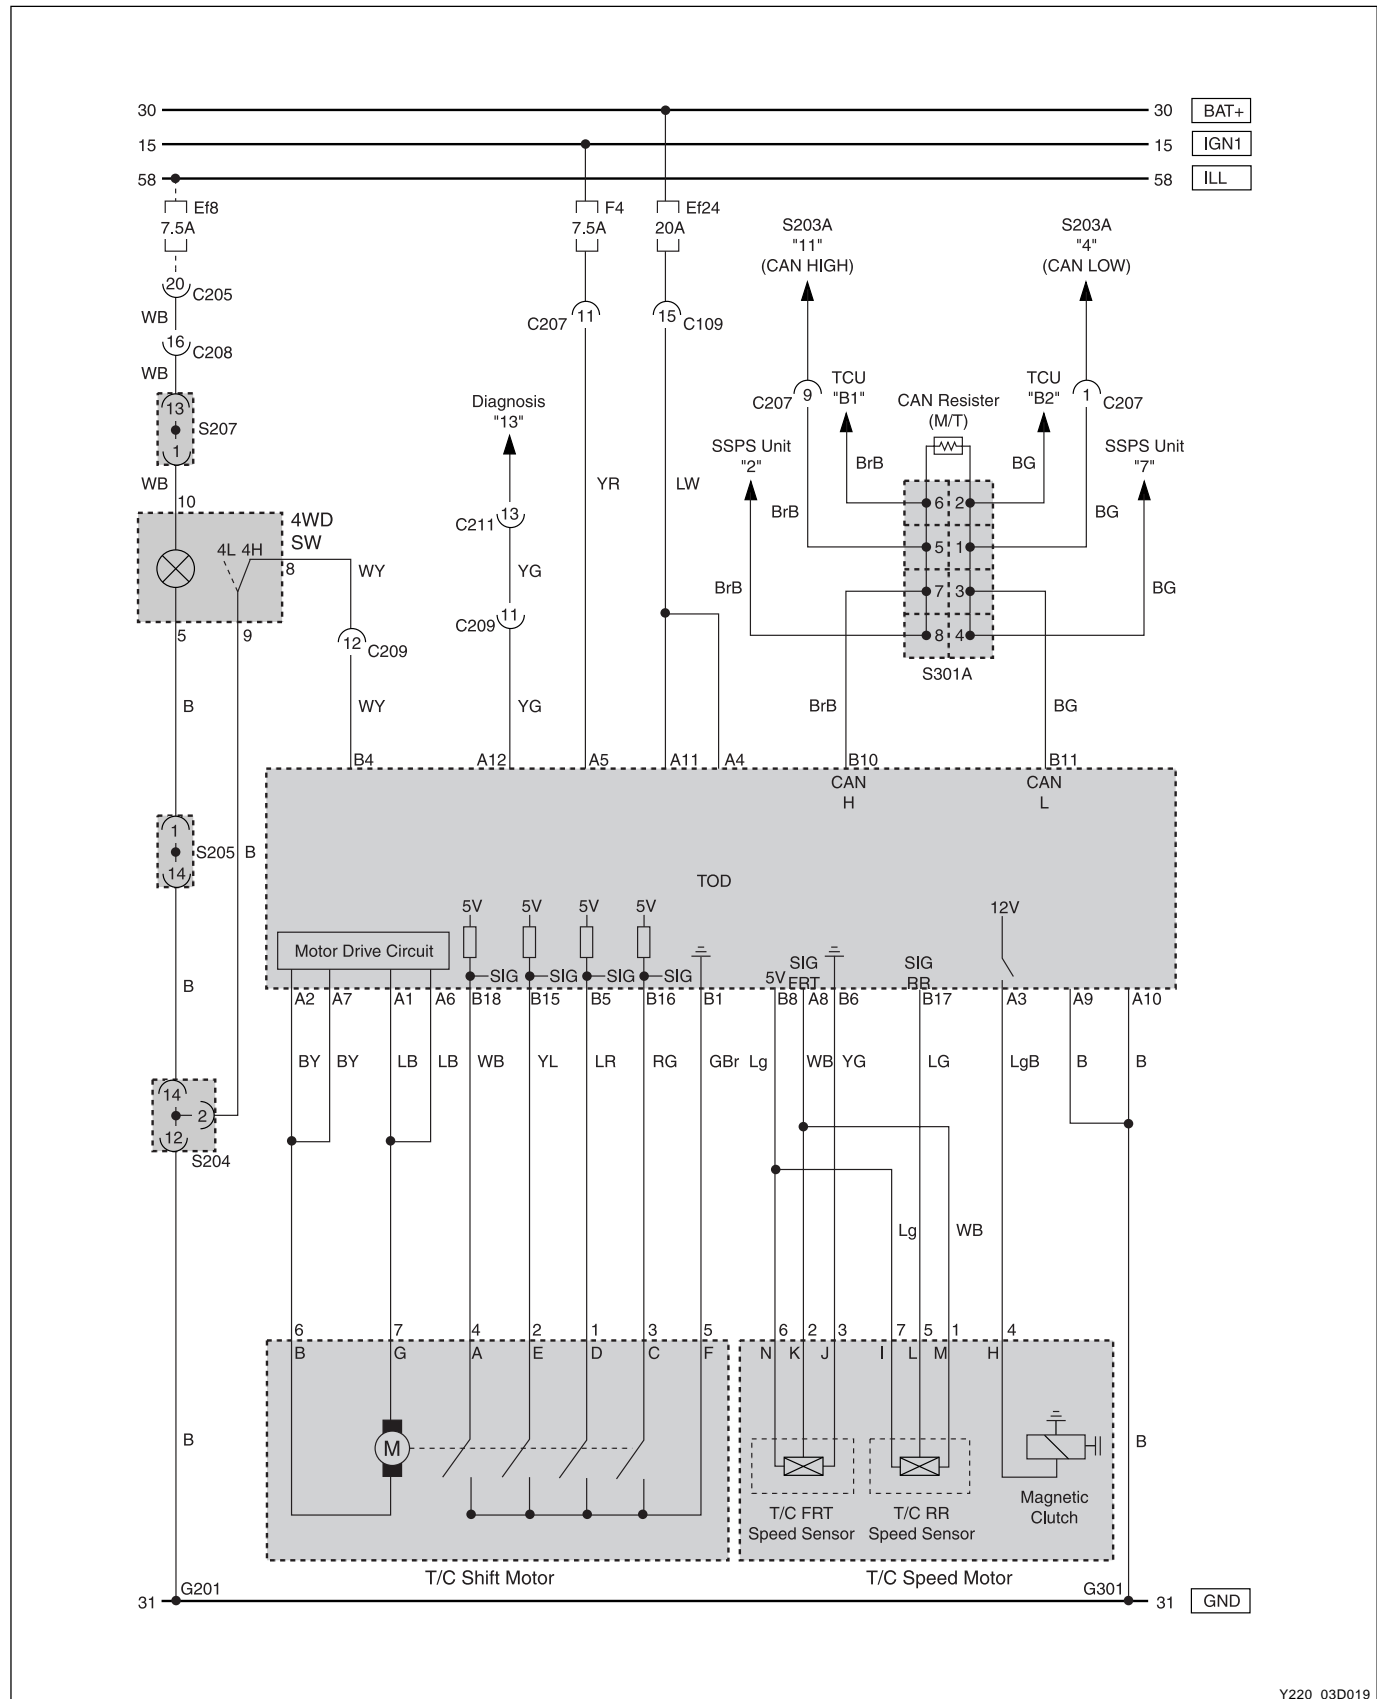 30 30 BAT+
15 15 IGN1
58 58 ILL
Ef8 F4 Ef24
7.5A 7.5A 20A
S203A S203A
"11" "4"
(CAN HIGH) (CAN LOW)
20 C205
WB
C207 11 15 C109
16 C208
WB
TCU TCU
C207 9 "B1" CAN Resister "B2" 1 C207
(M/T)
Diagnosis
"13"
13
S207
1
SSPS Unit SSPS Unit
"2" "7"
BrB BG
WB YR LW
10
6 2
BrB BG
4WD
SW
C211 13
4L 4H
8
5 1
WY YG
BrB 7 3 BG
C209 11
5 9
12 C209
8 4
S301A
B WY YG BrB BG
B4 A12 A5 A11 A4 B10 B11
CAN CAN
H L
1
S205 B
14
TOD
5V 5V 5V 5V 12V
Motor Drive Circuit
SIG SIG SIG SIG 5V SIG SIG
FRT RR
B
A2 A7 A1 A6 B18 B15 B5 B16 B1 B8 A8 B6 B17 A3 A9 A10
BY BY LB LB WB YL LR RG GBr Lg WB YG LG LgB B B
14
2
12
S204
Lg WB
6 7 4 2 1 3 5 6 2 3 7 5 1 4
B G A E D C F N K J I L M H
B M B
Magnetic
Clutch
T/C FRT T/C RR
Speed Sensor Speed Sensor
T/C Shift Motor T/C Speed Motor
G201 G301
31 31 GND
Y220_03D019